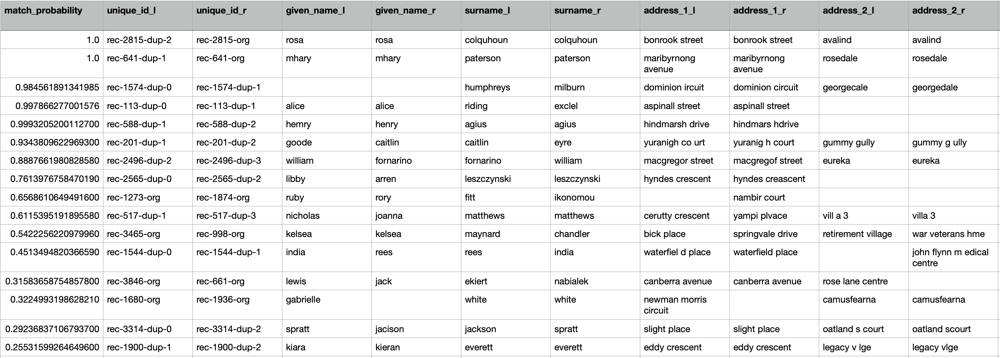 match_probability unique_id_l unique_id_r given_name_l given_name_r surname_l surname_r address_1_l address_1_r address_2_l address_2_r
1.0 rec-2815-dup-2 rec-2815-org rosa rosa colquhoun colquhoun bonrook street bonrook street avalind avalind
1.0 rec-641-dup-1 rec-641-org mhary mhary paterson paterson maribyrnong maribyrnong rosedale rosedale
avenue avenue
0.984561891341985 rec-1574-dup-0 rec-1574-dup-1 humphreys milburn dominion ircuit dominion circuit georgecale georgedale
0.997866277001576 rec-113-dup-0 rec-113-dup-1 alice alice riding exclel aspinall street aspinall street
0.9993205200112700 rec-588-dup-1 rec-588-dup-2 hemry henry agius agius hindmarsh drive hindmars hdrive
0.9343809622969300 rec-201-dup-1 rec-201-dup-2 goode caitlin caitlin eyre yuranigh co urt yuranig h court gummy gully gummy g ully
0.8887661980828580 rec-2496-dup-2 rec-2496-dup-3 william fornarino fornarino william macgregor street macgregof street eureka eureka
0.7613976758470190 rec-2565-dup-0 rec-2565-dup-2 libby arren leszczynski leszczynski hyndes crescent hyndes creascent
0.6568610649491600 rec-1273-org rec-1874-org ruby rory fitt ikonomou nambir court
0.6115395191895580 rec-517-dup-1 rec-517-dup-3 nicholas joanna matthews matthews cerutty crescent yampi plvace vill a 3 villa 3
0.5422256220979960 rec-3465-org rec-998-org kelsea kelsea maynard chandler bick place springvale drive retirement village war veterans hme
0.4513494820366590 rec-1544-dup-0 rec-1544-dup-1 india rees rees india waterfiel d place waterfield place john flynn m edical
centre
0.31583658754857800 rec-3846-org rec-661-org lewis jack ekiert nabialek canberra avenue canberra avenue rose lane centre
0.3224993198628210 rec-1680-org rec-1936-org gabrielle white white newman morris camusfearna camusfearna
circuit
0.29236837106793700 rec-3314-dup-0 rec-3314-dup-2 spratt jacison jackson spratt slight place slight place oatland s court oatland scourt
0.25531599264649600 rec-1900-dup-1 rec-1900-dup-2 kiara kieran everett everett eddy crescent eddy crescent legacy v lge legacy vlge